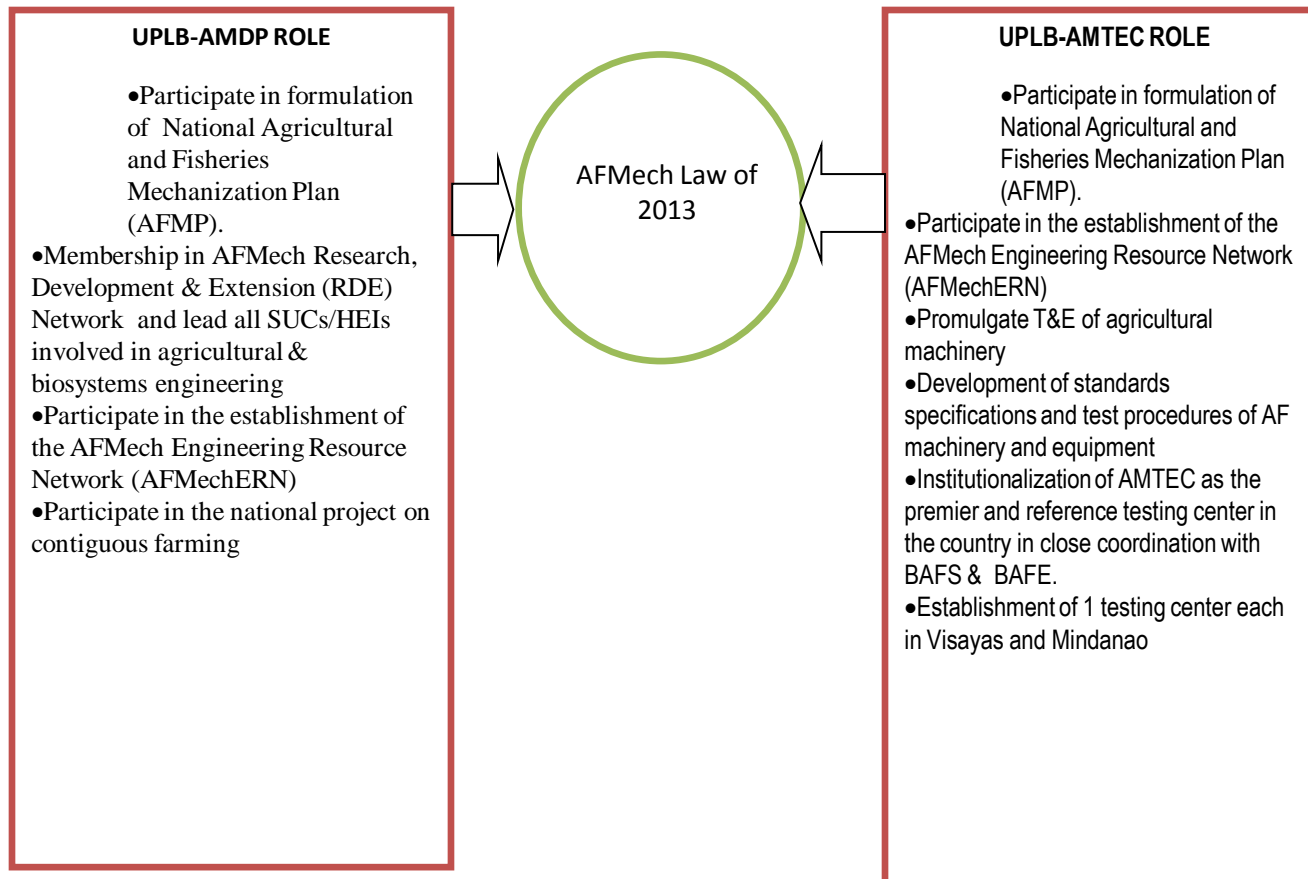 UPLB-AMDP ROLE
•Participate in formulation
of National Agricultural
and Fisheries
Mechanization Plan
(AFMP).
•Membership in AFMech Research,
Development & Extension (RDE)
Network and lead all SUCs/HEIs
involved in agricultural &
biosystems engineering
•Participate in the establishment of
the AFMech Engineering Resource
Network (AFMechERN)
•Participate in the national project on
contiguous farming
AFMech Law of
2013
UPLB-AMTEC ROLE
•Participate in formulation of
National Agricultural and
Fisheries Mechanization Plan
(AFMP).
•Participate in the establishment of the
AFMech Engineering Resource Network
(AFMechERN)
•Promulgate T&E of agricultural
machinery
•Development of standards
specifications and test procedures of AF
machinery and equipment
•Institutionalization of AMTEC as the
premier and reference testing center in
the country in close coordination with
BAFS & BAFE.
•Establishment of 1 testing center each
in Visayas and Mindanao